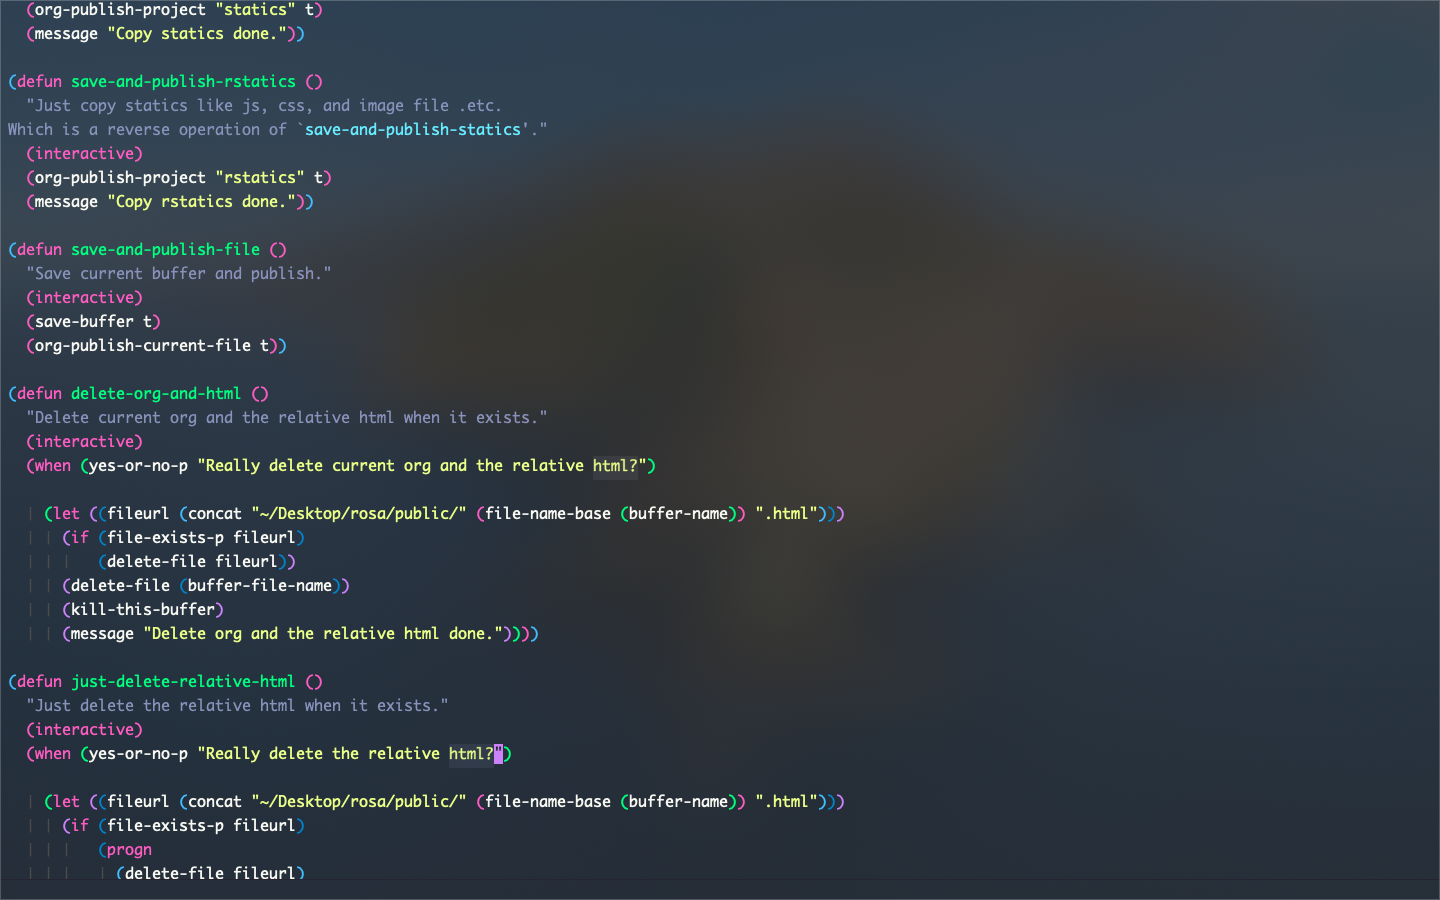 (org-publish-project "statics" t)
(message "Copy statics done."))
(defun save-and-publish-rstatics ()
"Just copy statics like js, css, and image file .etc.
Which is a reverse operation of `save-and-publish-statics'."
(interactive)
(org-publish-project "rstatics" t)
(message "Copy rstatics done."))
(defun save-and-publish-file ()
"Save current buffer and publish."
(interactive)
(save-buffer t)
(org-publish-current-file t))
(defun delete-org-and-html ()
"Delete current org and the relative html when it exists."
(interactive)
(when (yes-or-no-p "Really delete current org and the relative html?")
(let ((fileurl (concat "~/Desktop/rosa/public/" (file-name-base (buffer-name)) ".html")))
(if (file-exists-p fileurl)
(delete-file fileurl))
(delete-file (buffer-file-name))
(kill-this-buffer)
(message "Delete org and the relative html done."))))
(defun just-delete-relative-html ()
"Just delete the relative html when it exists."
(interactive)
(when (yes-or-no-p "Really delete the relative html?")
(let ((fileurl (concat "~/Desktop/rosa/public/" (file-name-base (buffer-name)) ".html")))
(if (file-exists-p fileurl)
(progn
(delete-file fileurl)